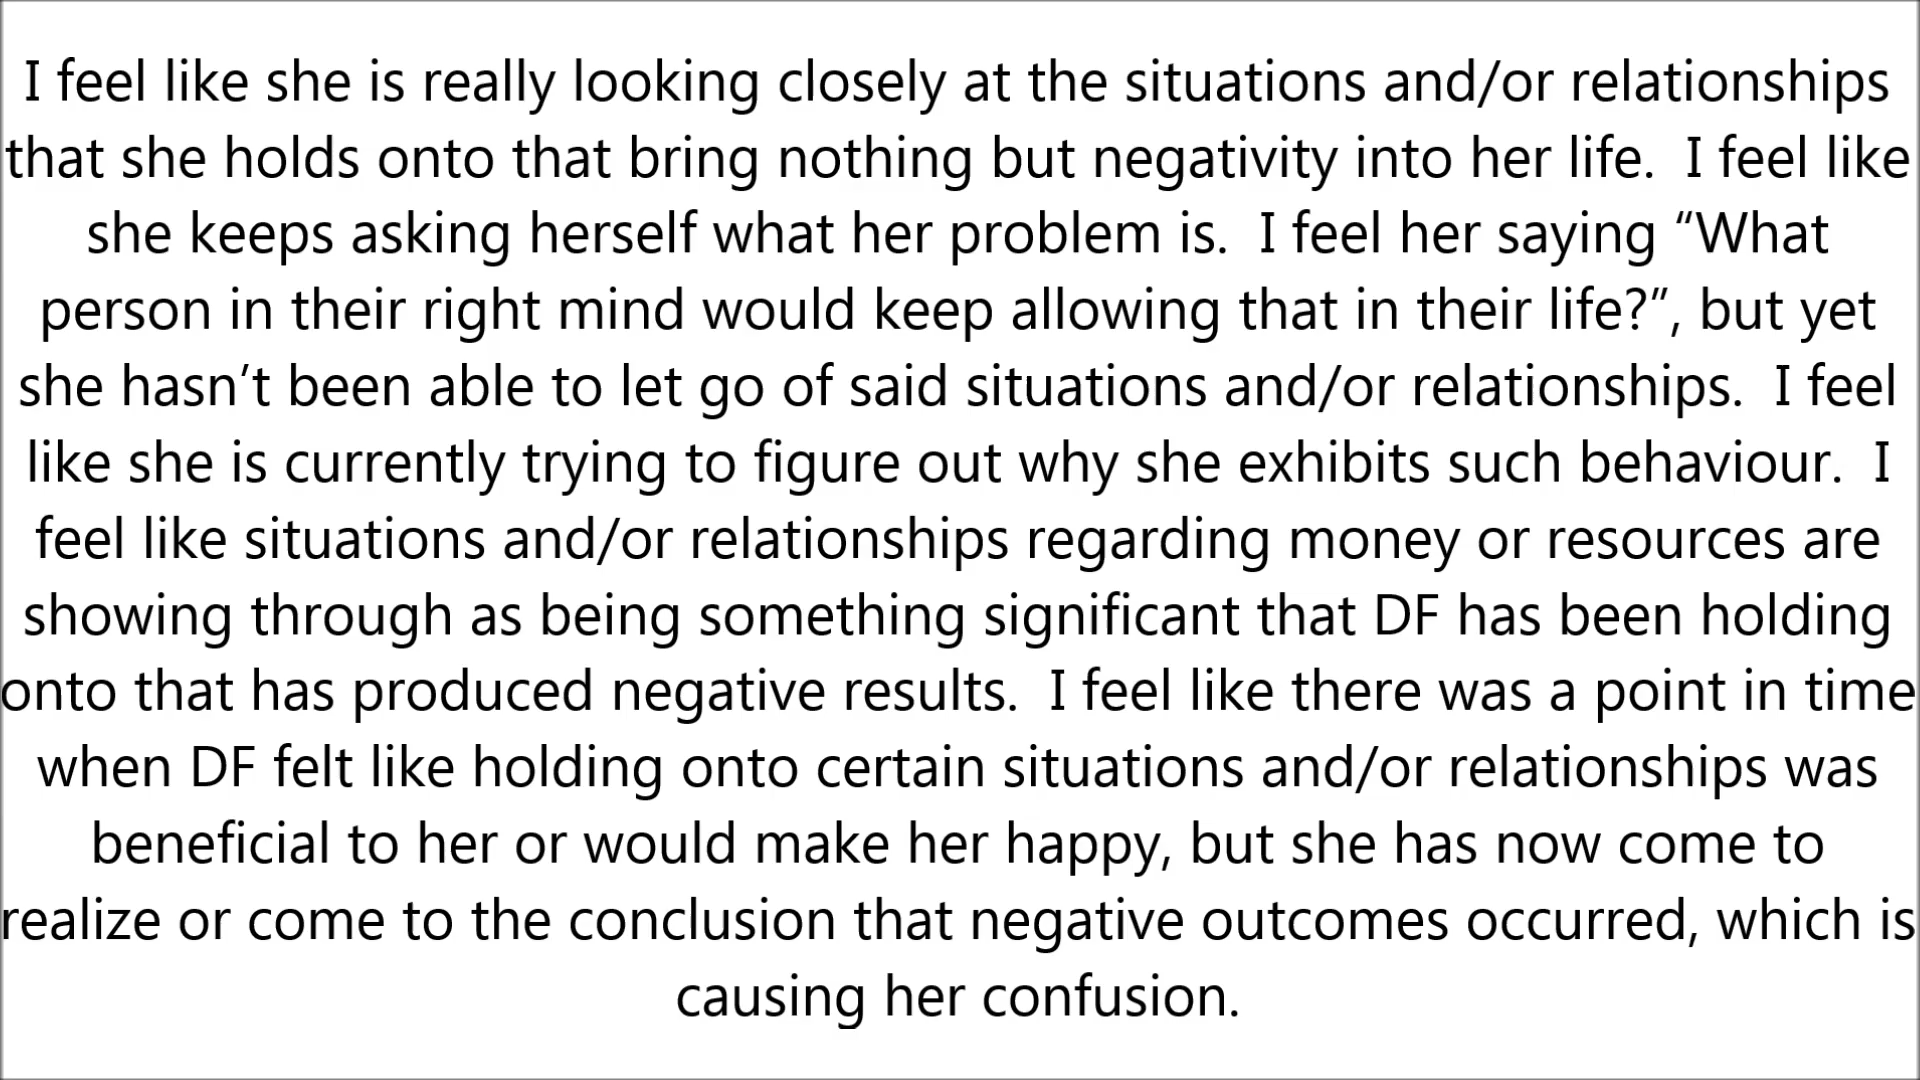 I feel like she is really looking closely at the situations and/or relationships
that she holds onto that bring nothing but negativity into her life.  I feel like
she keeps asking herself what her problem is.  I feel her saying “What
person in their right mind would keep allowing that in their life?”, but yet
she hasn’t been able to let go of said situations and/or relationships.  I feel
like she is currently trying to figure out why she exhibits such behaviour.  I
feel like situations and/or relationships regarding money or resources are
showing through as being something significant that DF has been holding
onto that has produced negative results.  I feel like there was a point in time
when DF felt like holding onto certain situations and/or relationships was
beneficial to her or would make her happy, but she has now come to
realize or come to the conclusion that negative outcomes occurred, which is
causing her confusion.